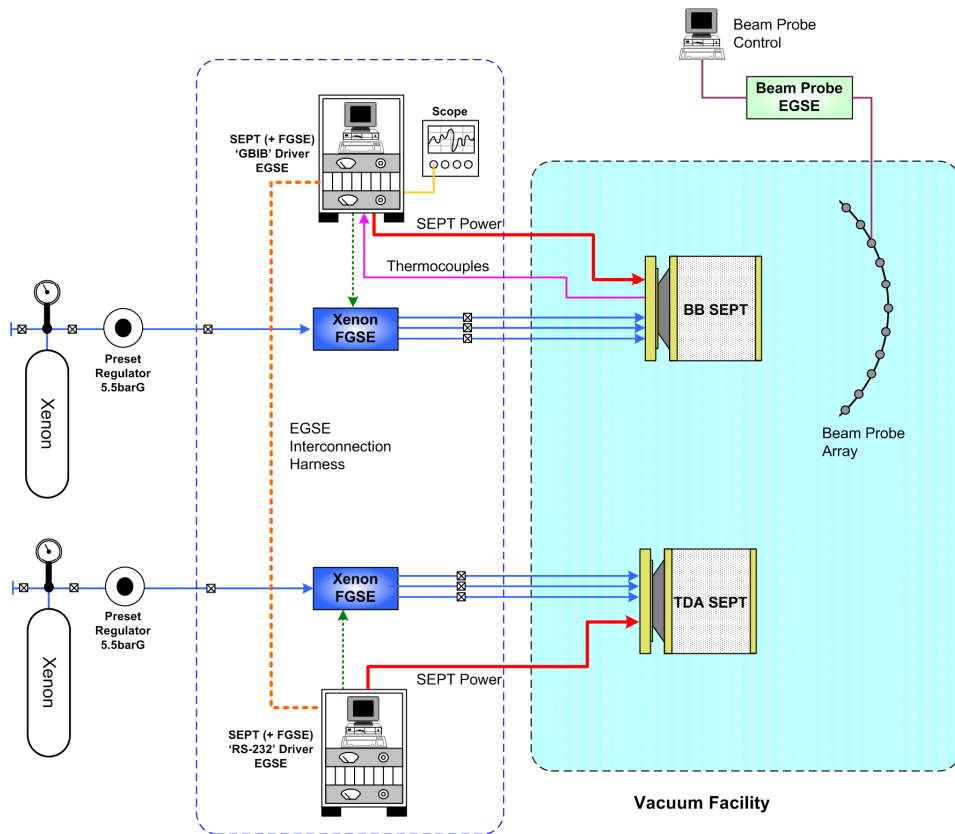 Beam Probe
Control
Beam Probe
EGSE
Scope
SEPT (+ FGSE)
'GBIB' Driver
EGSE
SEPT Power
Thermocouples
BB SEPT
Xenon
FGSE
Preset
Regulator
5.5barG
Xenon
EGSE
Interconnection
Harness
Beam Probe
Array
Xenon
FGSE
TDA SEPT
Preset
Regulator
5.5barG
Xenon
SEPT Power
SEPT (+ FGSE)
'RS-232' Driver
EGSE
Vacuum Facility